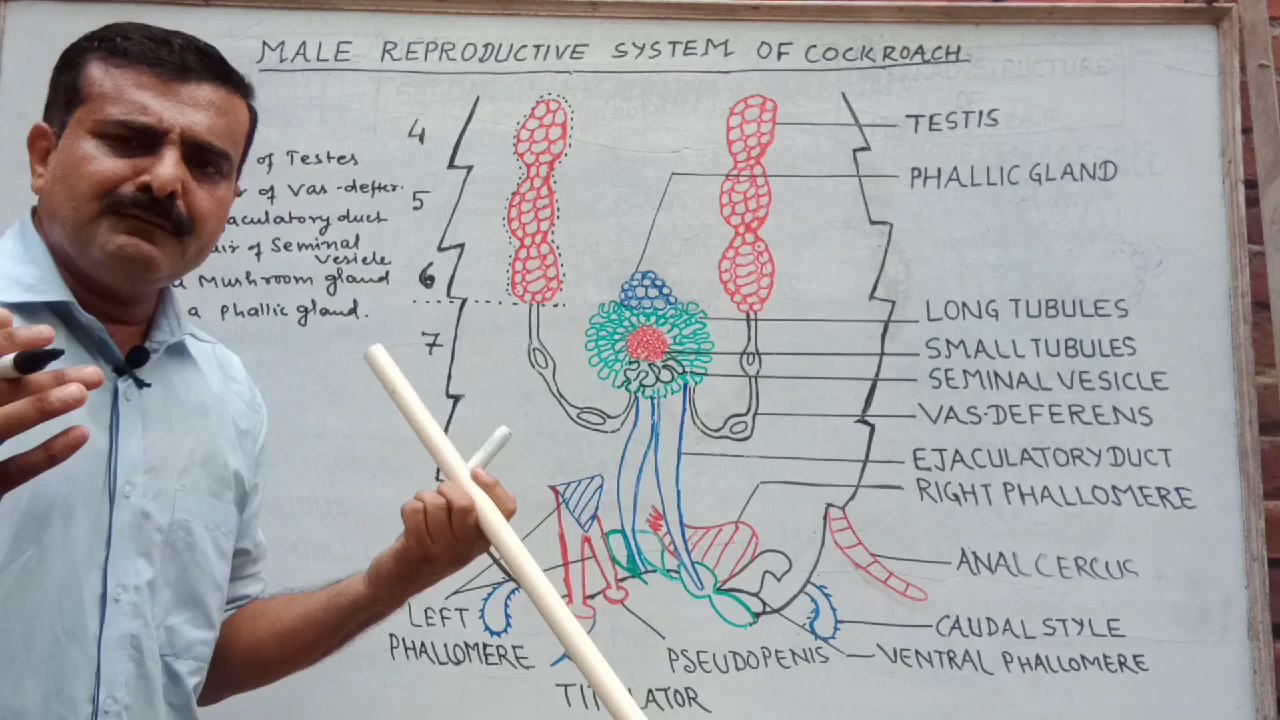 MALE REPRODUCTIVE SYSTEM OF COCKROACH
of Testes
of Vas-defer.
aculatory duct
of Seminal
Vesicle
Mushroom gland
a Phallic gland.
4
5
6
7
TESTIS
PHALLIC GLAND
LONG TUBULES
SMALL TUBULES
SEMINAL VESICLE
VAS-DEFERENS
EJACULATORY DUCT
RIGHT PHALLOMERE
ANAL CERCUS
CAUDAL STYLE
VENTRAL PHALLOMERE
PSEUDOPENIS
LEFT
PHALLOMERE